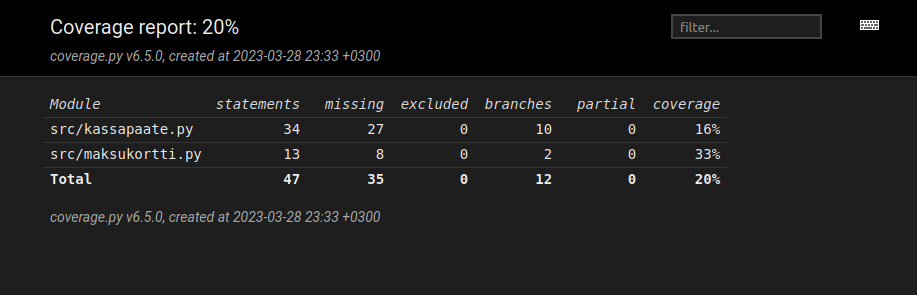 Coverage report: 20%
filter...
coverage.py v6.5.0, created at 2023-03-28 23:33 +0300
Module statements missing excluded branches partial coverage
src/kassapaate.py 34 27 0 10 0 16%
src/maksukortti.py 13 8 0 2 0 33%
Total 47 35 0 12 0 20%
coverage.py v6.5.0, created at 2023-03-28 23:33 +0300